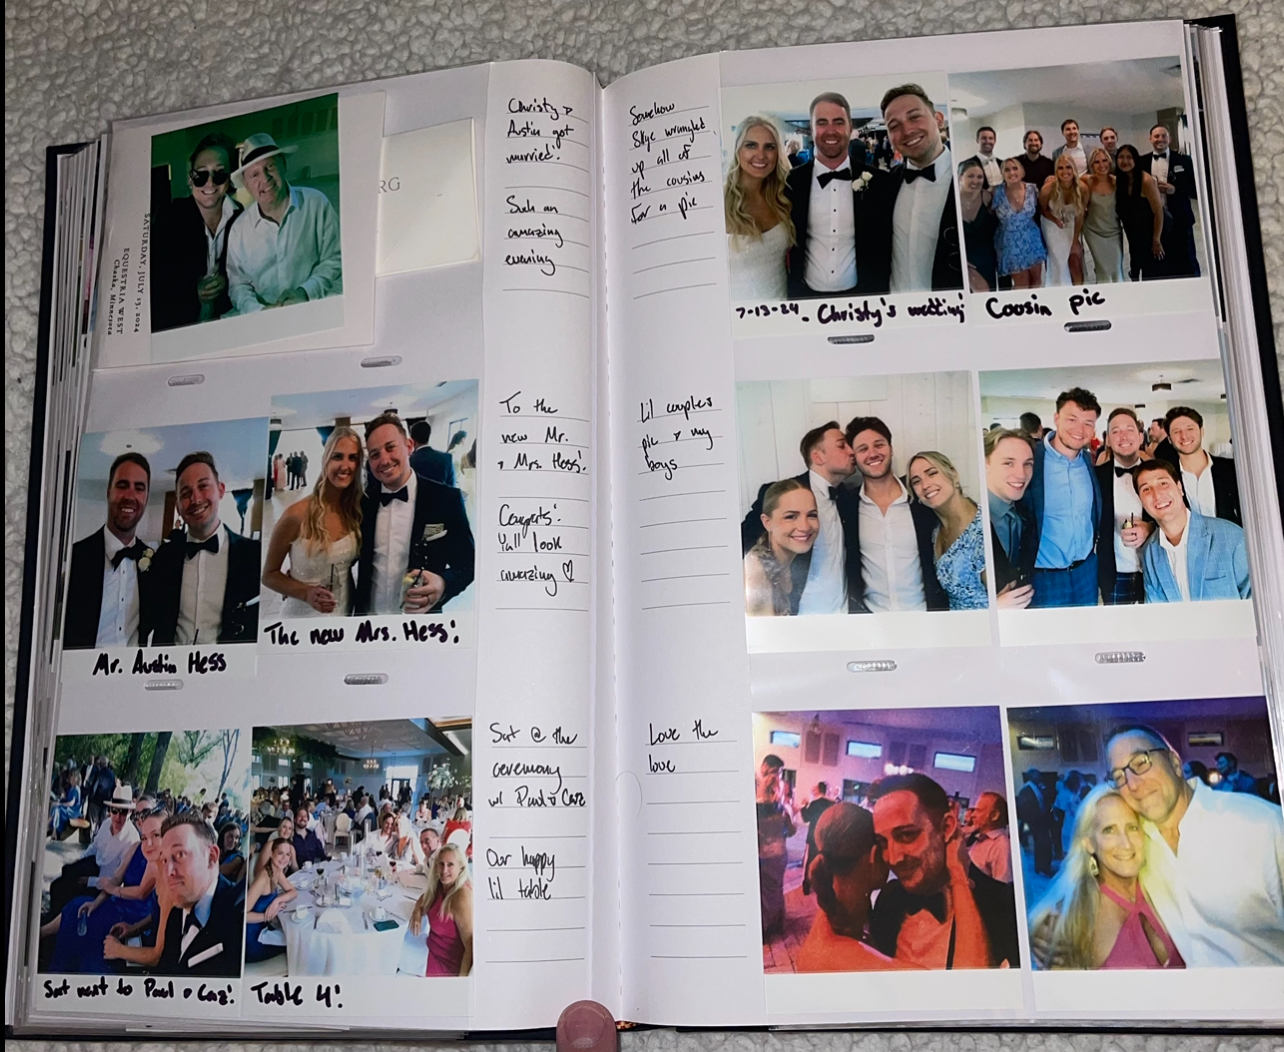 RG
SATURDAY, JULY 13, 2024
EQUESTRIA WEST
Chaska, Minnesota
Christy &
Austin got
married!
Such an
amazing
evening
To the
new Mr.
& Mrs. Hess!
Congrats!
Y'all look
amazing ♡
Mr. Austin Hess
The new Mrs. Hess!
Sat @ the
ceremony
w/ Paul & Caz
Our happy
lil table
Sat next to Paul & Caz!
Table 4!
Somehow
Skye wrangled
up all of
the cousins
for a pic
7-13-24. Christy's wedding
Cousin pic
Lil couples
pic & my
boys
Love the
love